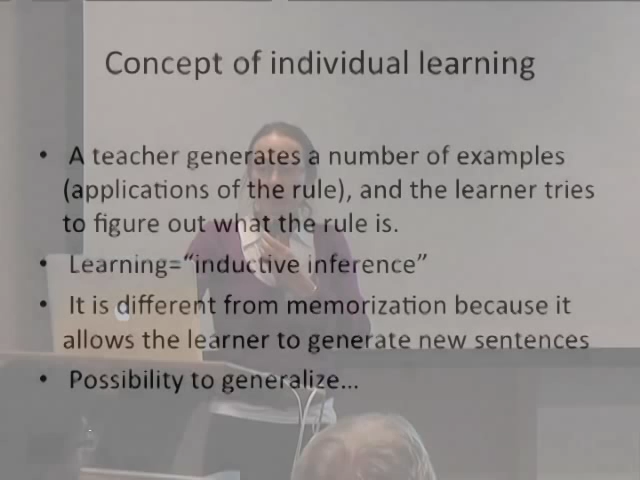 Concept of individual learning
• A teacher generates a number of examples
(applications of the rule), and the learner tries
to figure out what the rule is.
• Learning=“inductive inference”
• It is different from memorization because it
allows the learner to generate new sentences
• Possibility to generalize…